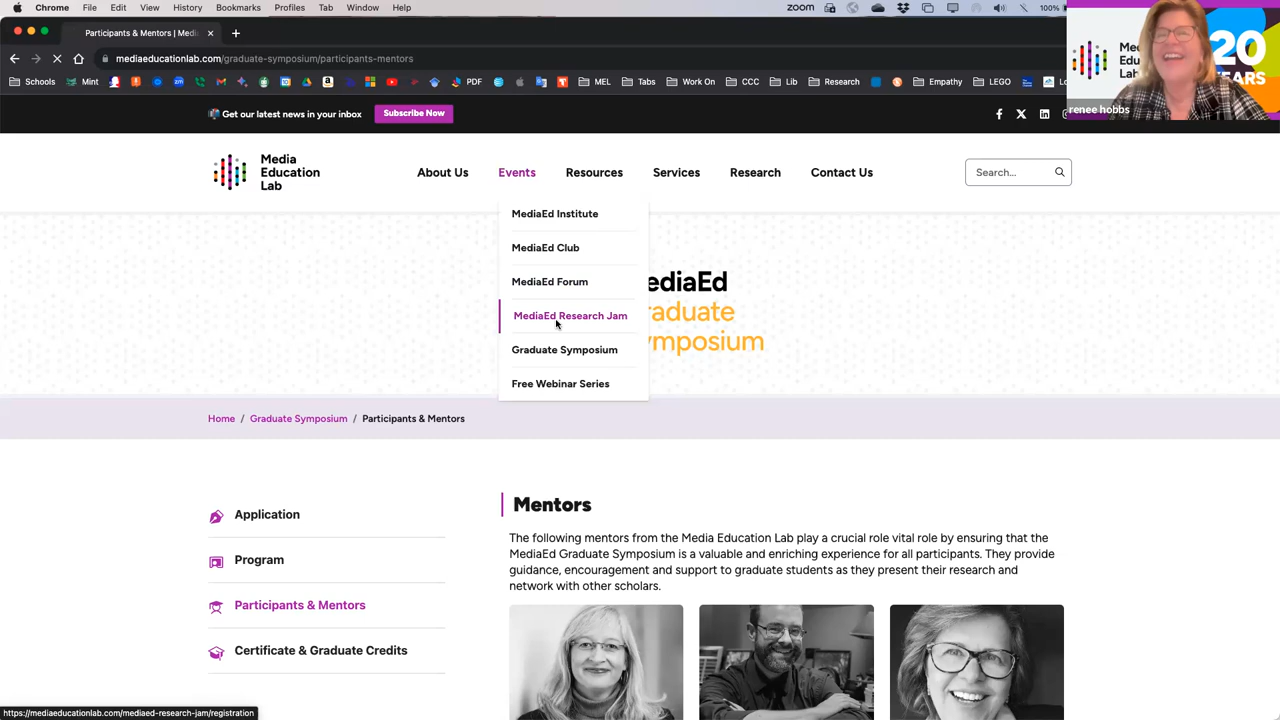 Chrome File Edit View History Bookmarks Profiles Tab Window Help
zoom
100%
Participants & Mentors | Medi
mediaeducationlab.com/graduate-symposium/participants-mentors
Schools Mint PDF MEL Tabs Work On CCC Lib Research Empathy LEGO
Get our latest news in your inbox Subscribe Now
20
YEARS
renee hobbs
Media
Education
Lab
About Us Events Resources Services Research Contact Us
Search...
MediaEd Institute
MediaEd Club
MediaEd Forum
MediaEd Research Jam
Graduate Symposium
Free Webinar Series
ediaEd
raduate
ymposium
Home / Graduate Symposium / Participants & Mentors
Application
Program
Participants & Mentors
Certificate & Graduate Credits
Mentors
The following mentors from the Media Education Lab play a crucial role vital role by ensuring that the
MediaEd Graduate Symposium is a valuable and enriching experience for all participants. They provide
guidance, encouragement and support to graduate students as they present their research and
network with other scholars.
https://mediaeducationlab.com/mediaed-research-jam/registration